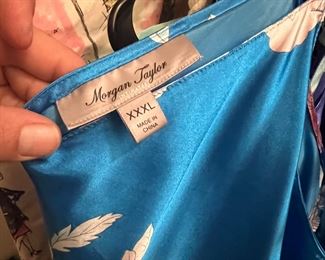 Morgan Taylor
XXXL
MADE IN
CHINA